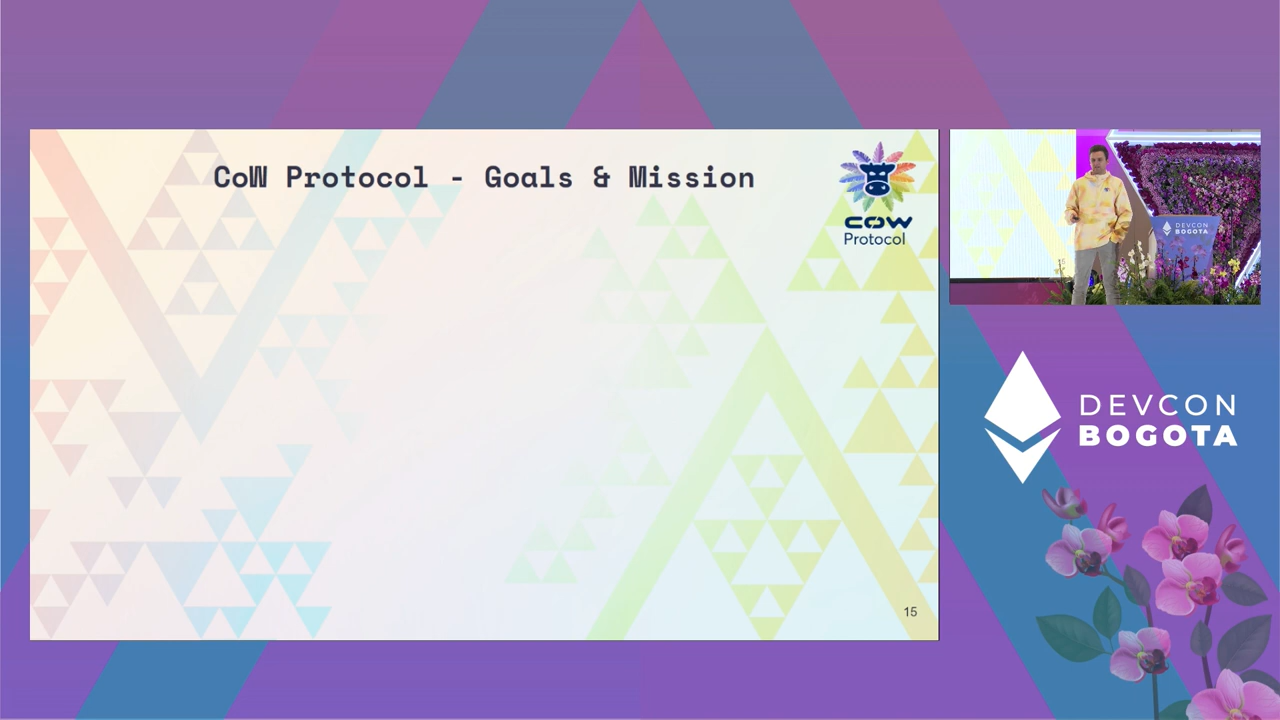 CoW Protocol - Goals & Mission
COW
Protocol
15
DEVCON
BOGOTA
DEVCON
BOGOTA